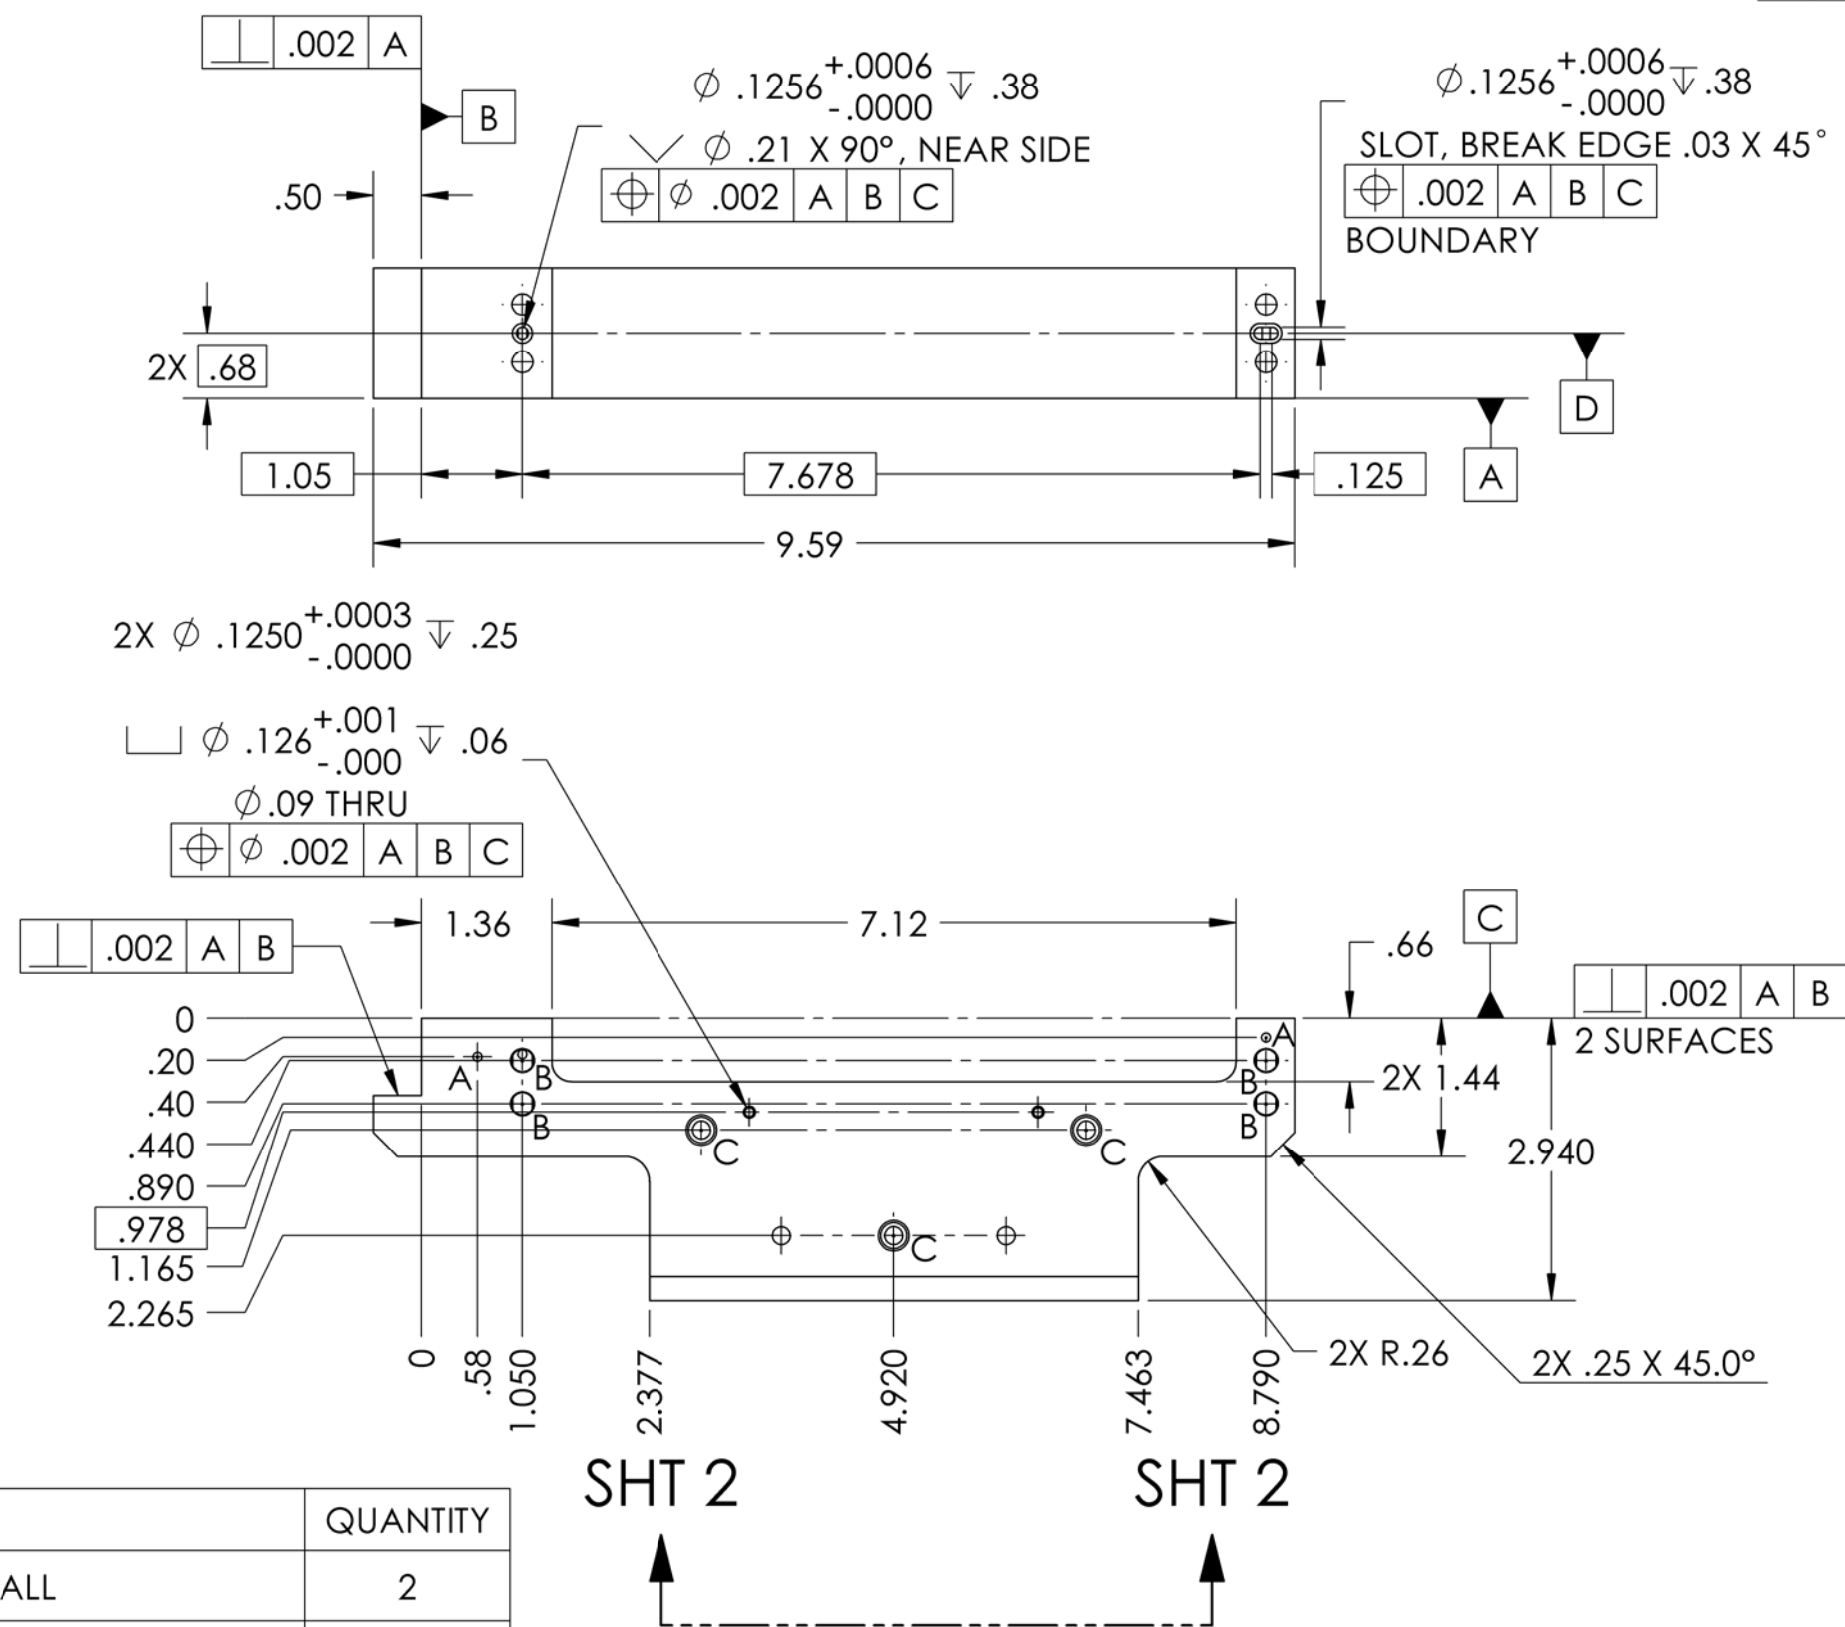 ⟂ .002 A
B
.50
∅ .1256 +.0006 -.0000 ↧ .38
⌵ ∅ .21 X 90°, NEAR SIDE
⌖ ∅ .002 A B C
∅ .1256 +.0006 -.0000 ↧ .38
SLOT, BREAK EDGE .03 X 45°
⌖ .002 A B C
BOUNDARY
2X .68
D
A
1.05
7.678
.125
9.59
2X ∅ .1250 +.0003 -.0000 ↧ .25
⌴ ∅ .126 +.001 -.000 ↧ .06
∅ .09 THRU
⌖ ∅ .002 A B C
⟂ .002 A B
1.36
7.12
.66
C
⟂ .002 A B
2 SURFACES
2X 1.44
2.940
0
.20
.40
.440
.890
.978
1.165
2.265
A
B
B
C
C
C
A
B
B
0
.58
1.050
2.377
4.920
7.463
8.790
2X R.26
2X .25 X 45.0°
SHT 2
SHT 2
QUANTITY
ALL 2